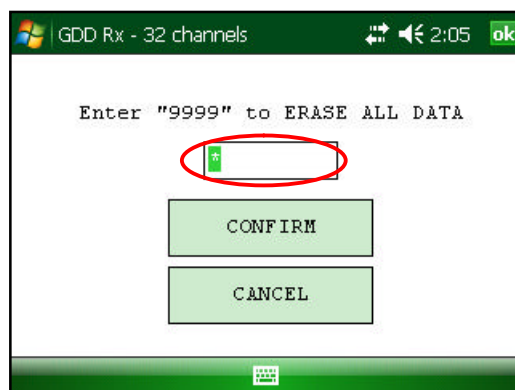 GDD Rx - 32 channels 2:05 ok
Enter "9999" to ERASE ALL DATA
*
CONFIRM
CANCEL